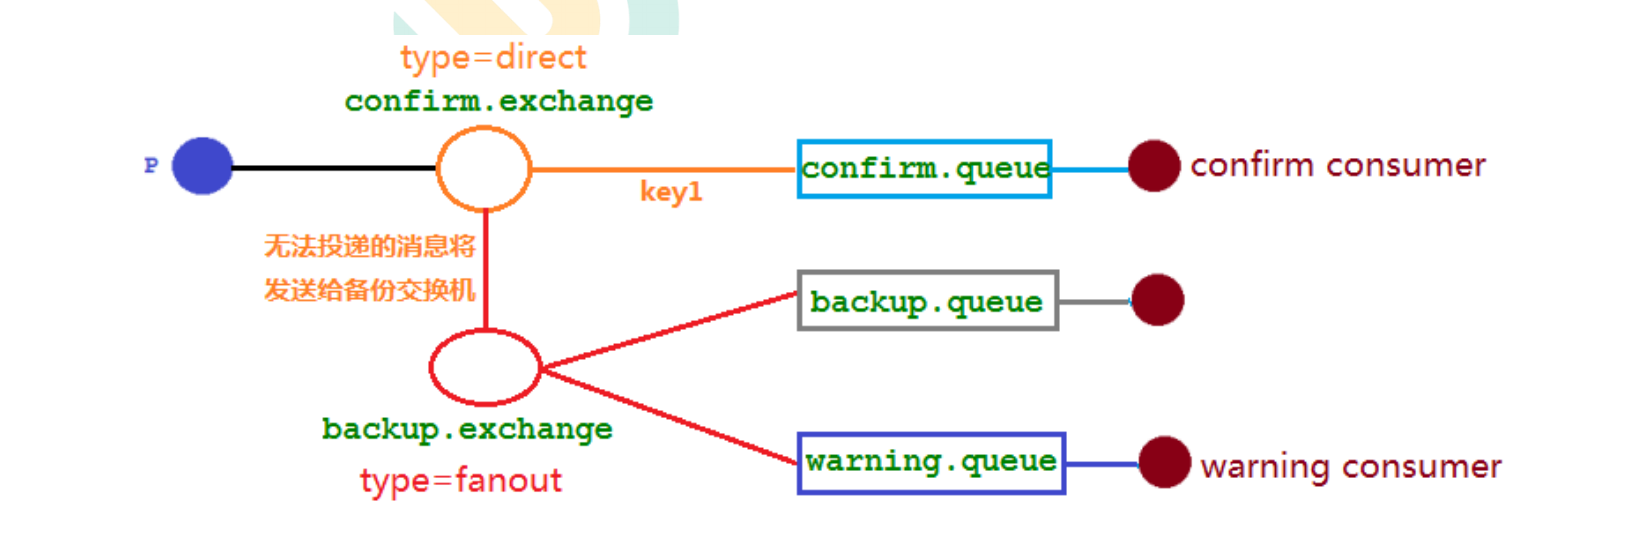 type=direct
confirm.exchange
P
key1
confirm.queue
confirm consumer
无法投递的消息将
发送给备份交换机
backup.queue
backup.exchange
type=fanout
warning.queue
warning consumer